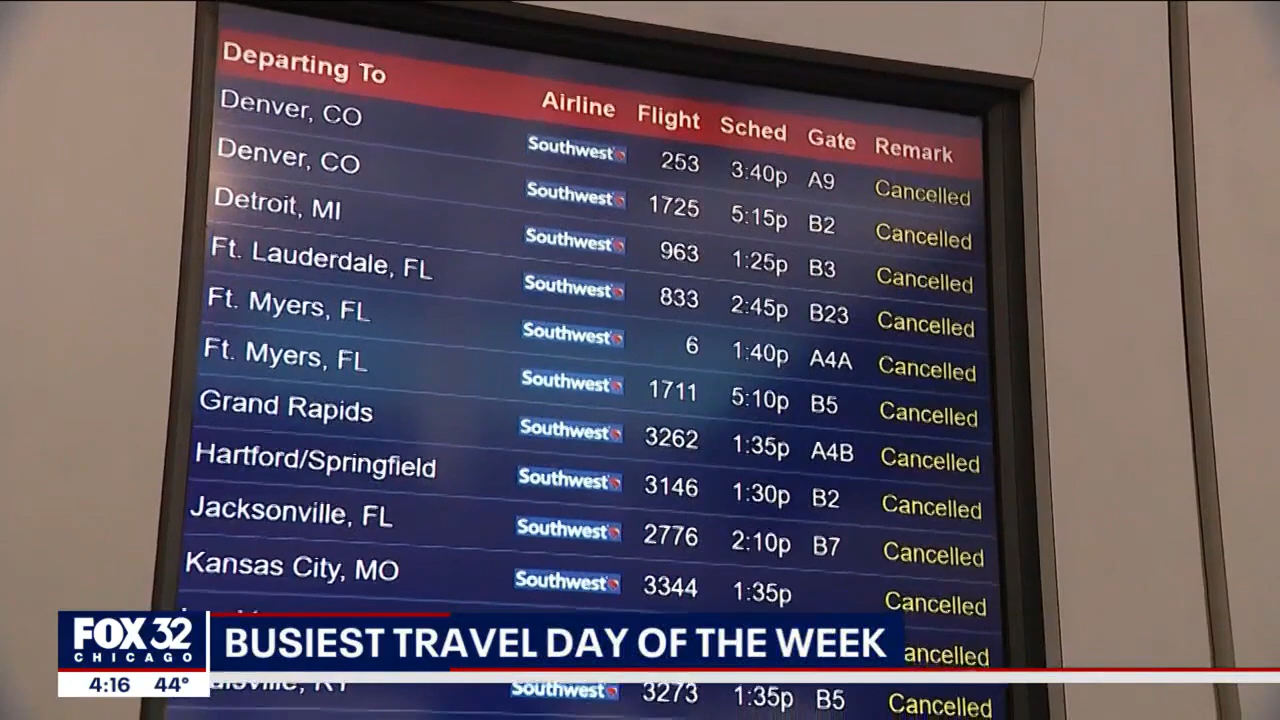 Departing To Airline Flight Sched Gate Remark
Denver, CO Southwest 253 3:40p A9 Cancelled
Denver, CO Southwest 1725 5:15p B2 Cancelled
Detroit, MI Southwest 963 1:25p B3 Cancelled
Ft. Lauderdale, FL Southwest 833 2:45p B23 Cancelled
Ft. Myers, FL Southwest 6 1:40p A4A Cancelled
Ft. Myers, FL Southwest 1711 5:10p B5 Cancelled
Grand Rapids Southwest 3262 1:35p A4B Cancelled
Hartford/Springfield Southwest 3146 1:30p B2 Cancelled
Jacksonville, FL Southwest 2776 2:10p B7 Cancelled
Kansas City, MO Southwest 3344 1:35p Cancelled
ancelled
Southwest 3273 1:35p B5 Cancelled
FOX 32
CHICAGO
BUSIEST TRAVEL DAY OF THE WEEK
4:16 44°